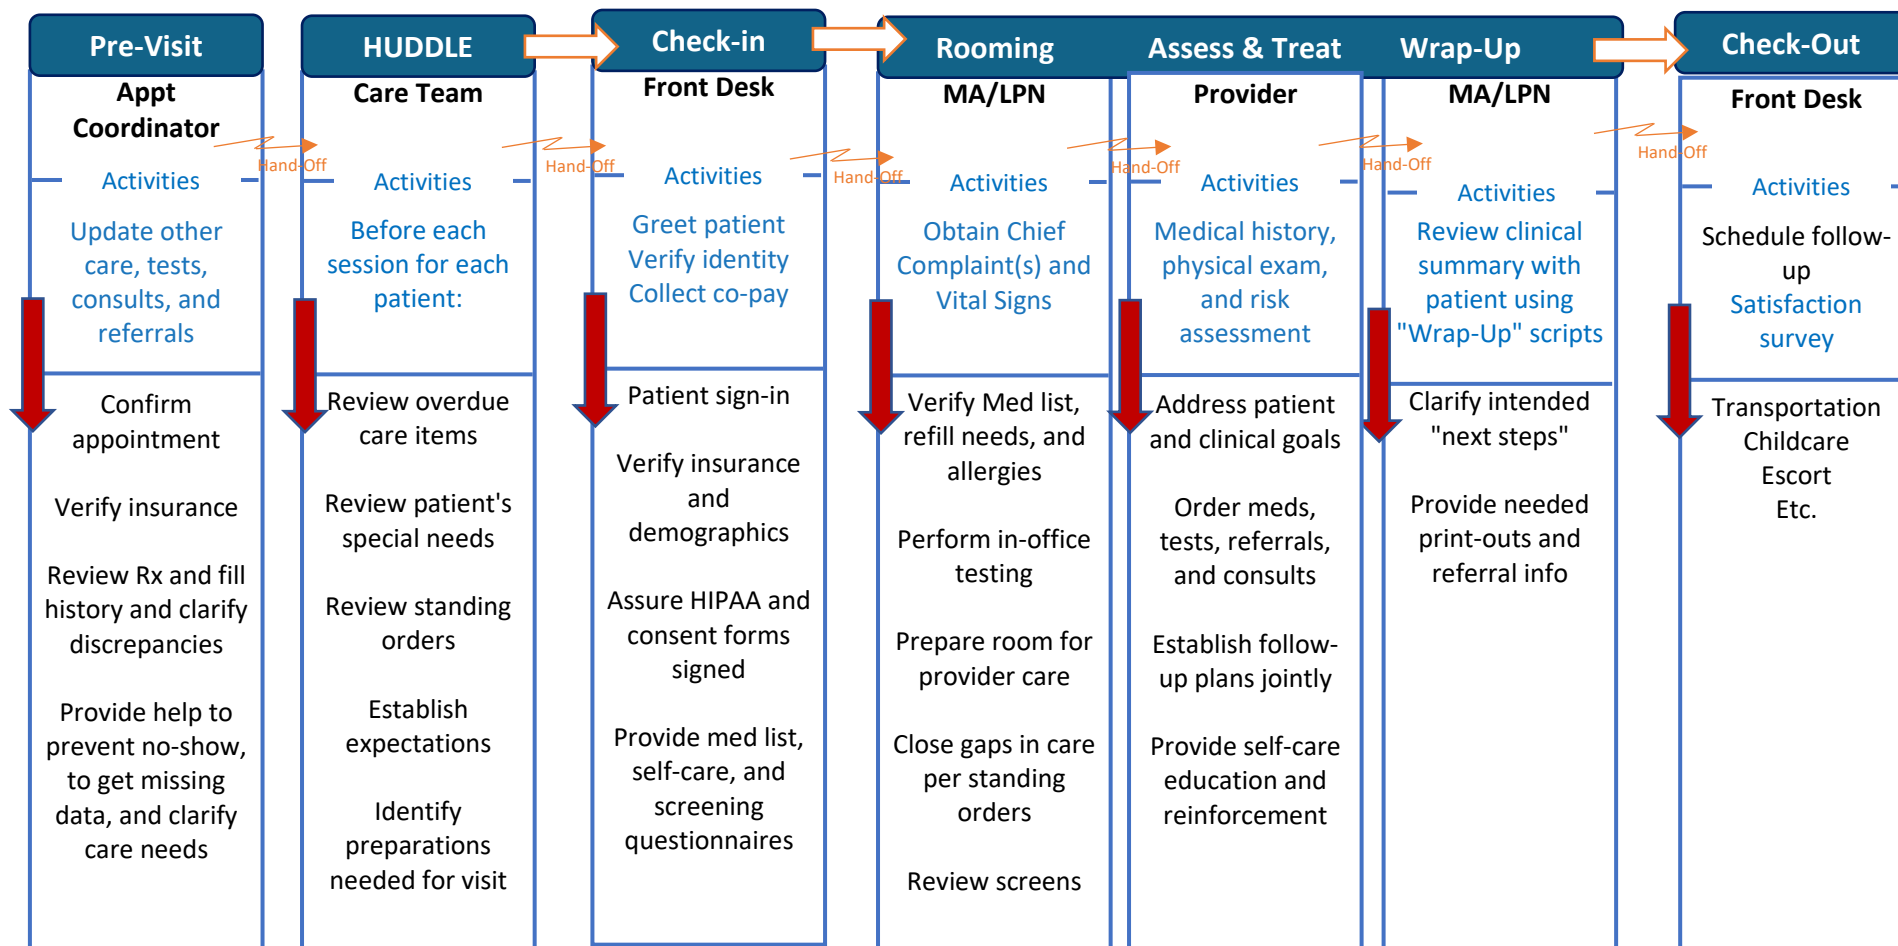 Pre-Visit
Appt
Coordinator
Hand-Off
Activities
Update other
care, tests,
consults, and
referrals
Confirm
appointment
Verify insurance
Review Rx and fill
history and clarify
discrepancies
Provide help to
prevent no-show,
to get missing
data, and clarify
care needs
HUDDLE
Care Team
Hand-Off
Activities
Before each
session for each
patient:
Review overdue
care items
Review patient's
special needs
Review standing
orders
Establish
expectations
Identify
preparations
needed for visit
Check-in
Front Desk
Hand-Off
Activities
Greet patient
Verify identity
Collect co-pay
Patient sign-in
Verify insurance
and
demographics
Assure HIPAA and
consent forms
signed
Provide med list,
self-care, and
screening
questionnaires
Rooming
MA/LPN
Hand-Off
Activities
Obtain Chief
Complaint(s) and
Vital Signs
Verify Med list,
refill needs, and
allergies
Perform in-office
testing
Prepare room for
provider care
Close gaps in care
per standing
orders
Review screens
Assess & Treat
Provider
Hand-Off
Activities
Medical history,
physical exam,
and risk
assessment
Address patient
and clinical goals
Order meds,
tests, referrals,
and consults
Establish follow-
up plans jointly
Provide self-care
education and
reinforcement
Wrap-Up
MA/LPN
Hand-Off
Activities
Review clinical
summary with
patient using
"Wrap-Up" scripts
Clarify intended
"next steps"
Provide needed
print-outs and
referral info
Check-Out
Front Desk
Activities
Schedule follow-
up
Satisfaction
survey
Transportation
Childcare
Escort
Etc.